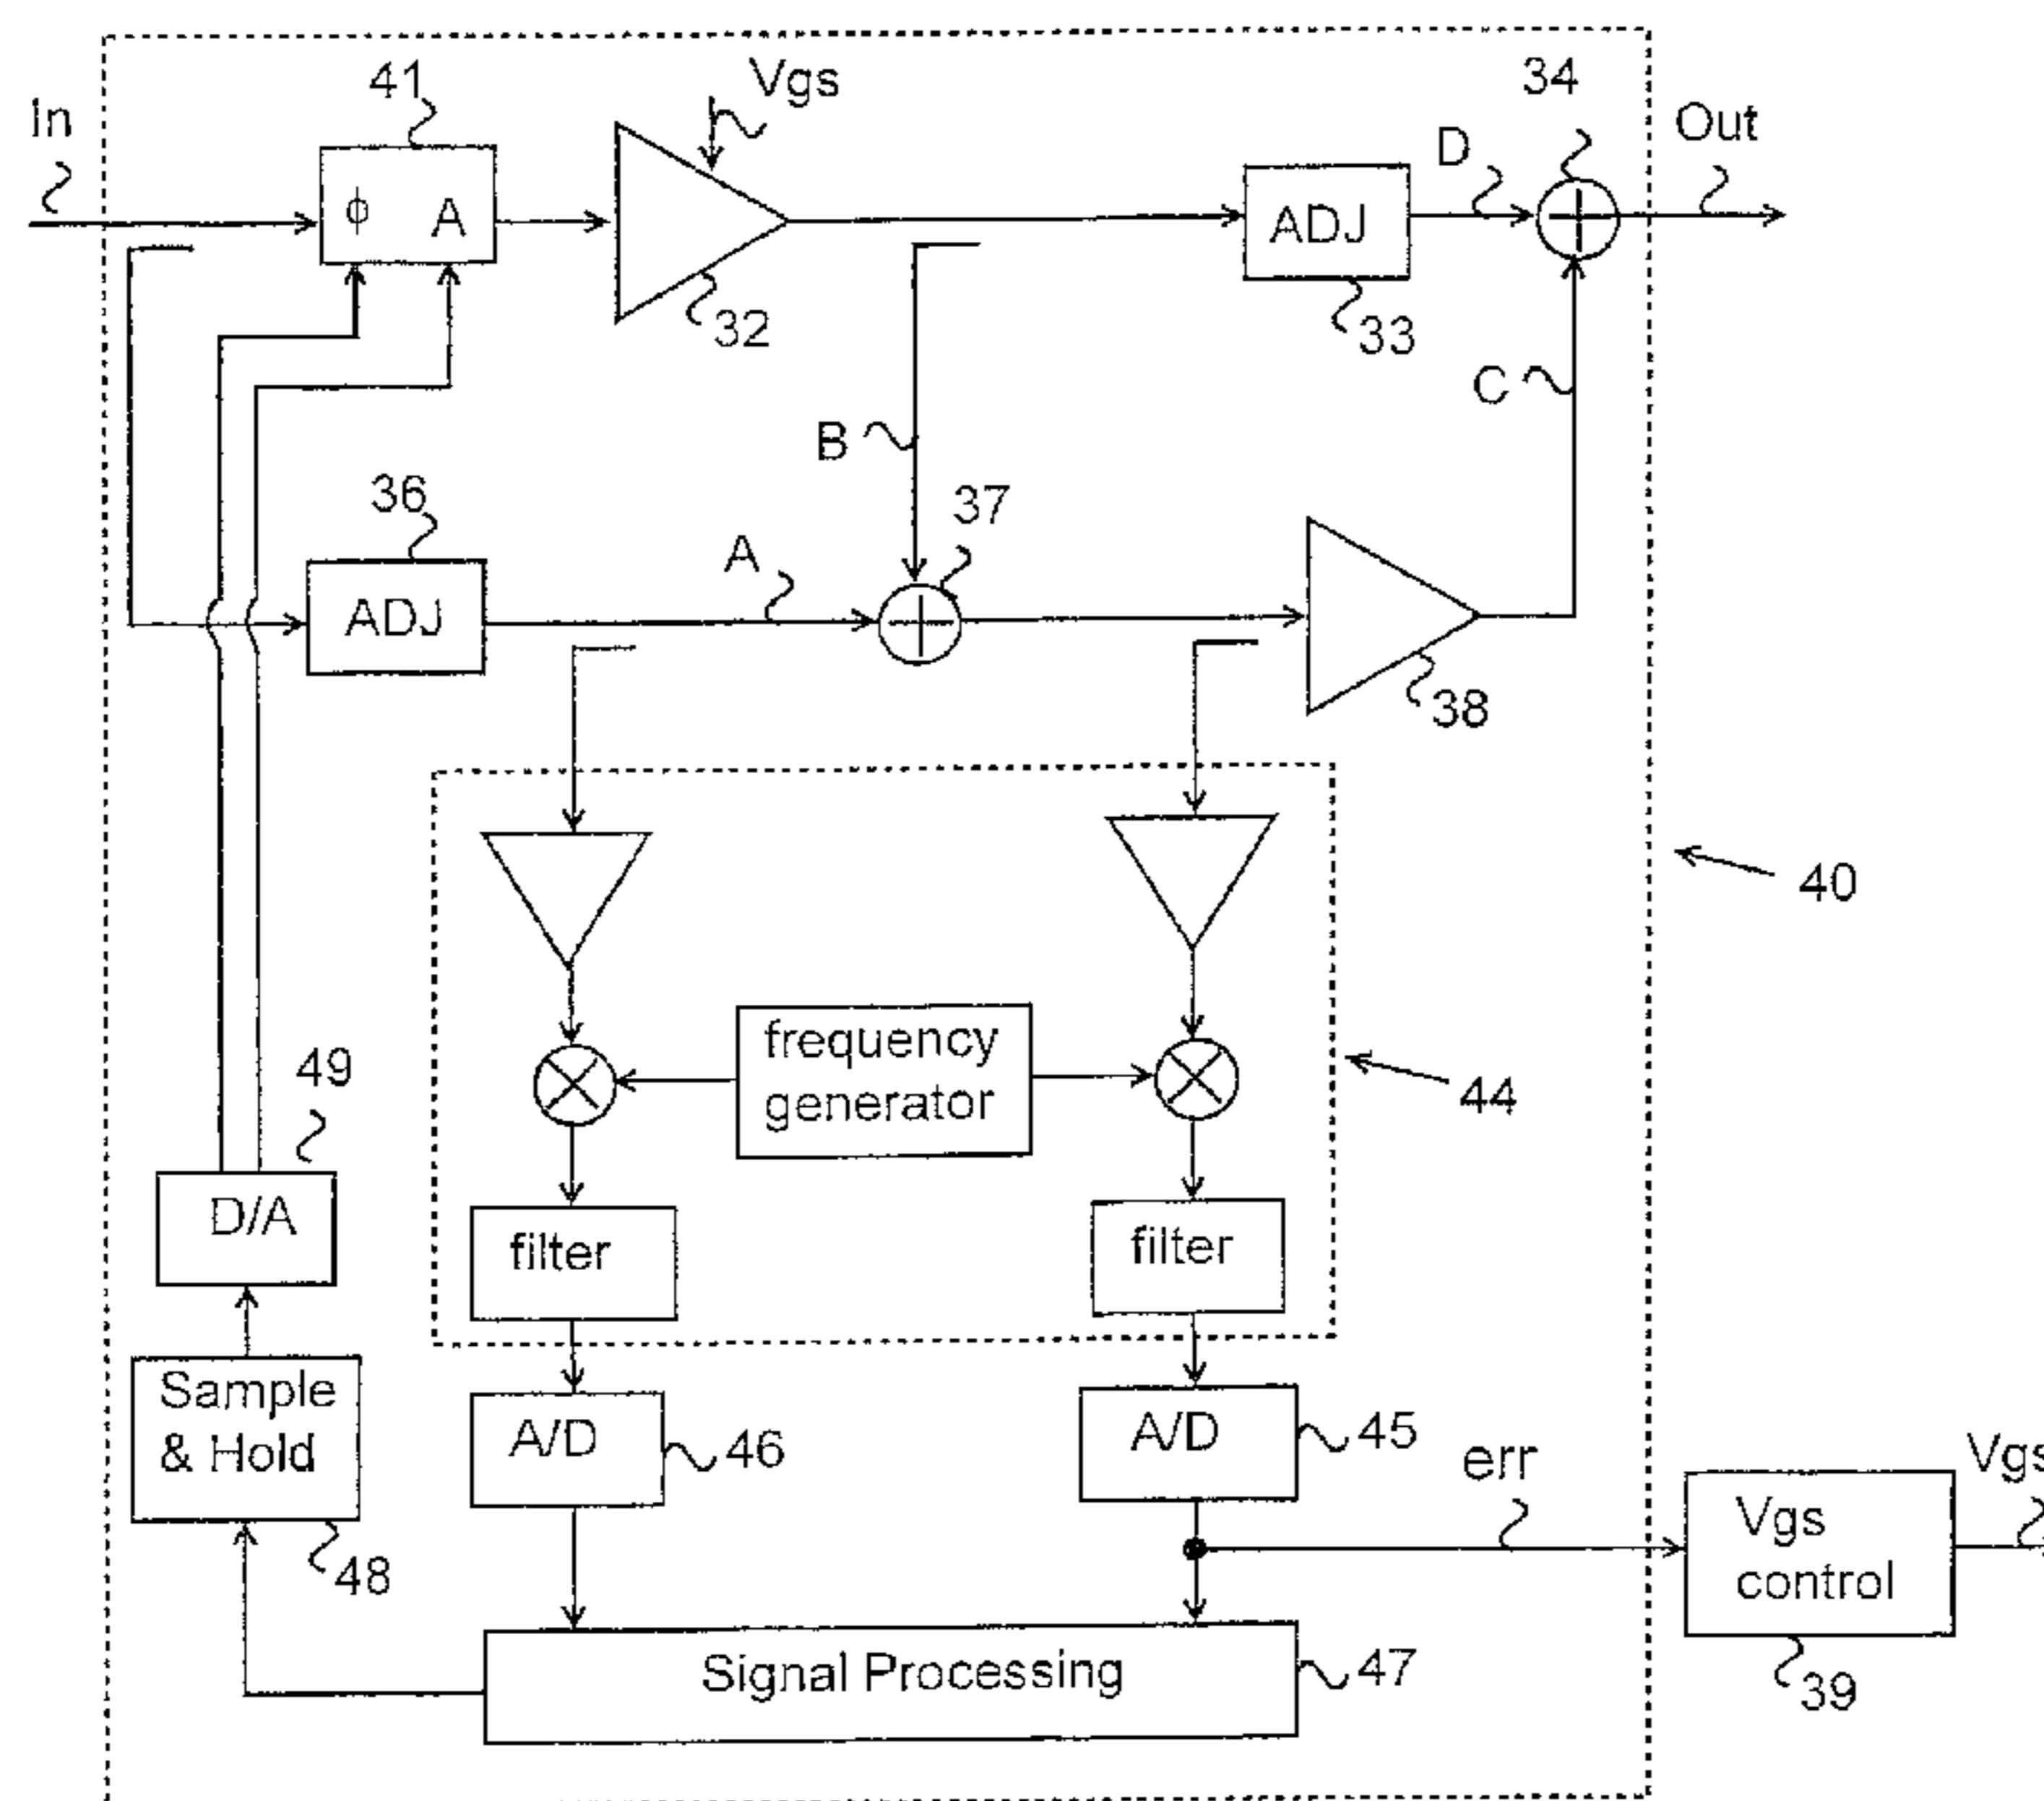 In
41
Vgs
34
Out
D
ϕ A
ADJ
32
33
C
B
36
37
A
ADJ
38
40
frequency
generator
44
49
D/A
filter
filter
Sample
& Hold
A/D
46
A/D
45
err
Vgs
Vgs
control
48
Signal Processing
47
39